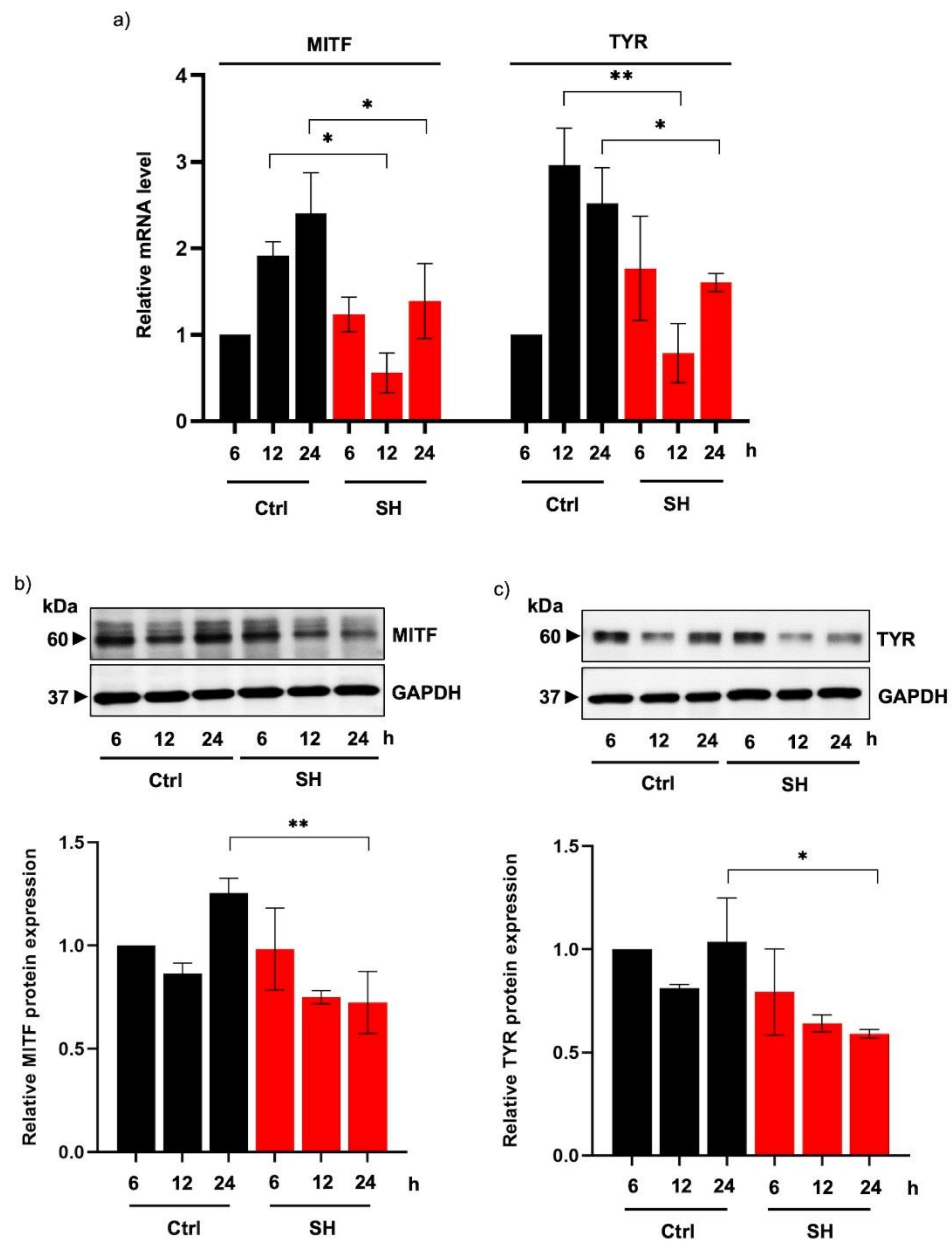 a)
MITF TYR
4
3
2
1
0
Relative mRNA level
** 
* *
*
6 12 24 6 12 24 6 12 24 6 12 24 h
Ctrl SH Ctrl SH
b)
kDa
60 MITF
37 GAPDH
6 12 24 6 12 24 h
Ctrl SH
1.5
1.0
0.5
0.0
Relative MITF protein expression
**
6 12 24 6 12 24 h
Ctrl SH
c)
kDa
60 TYR
37 GAPDH
6 12 24 6 12 24 h
Ctrl SH
1.5
1.0
0.5
0.0
Relative TYR protein expression
*
6 12 24 6 12 24 h
Ctrl SH